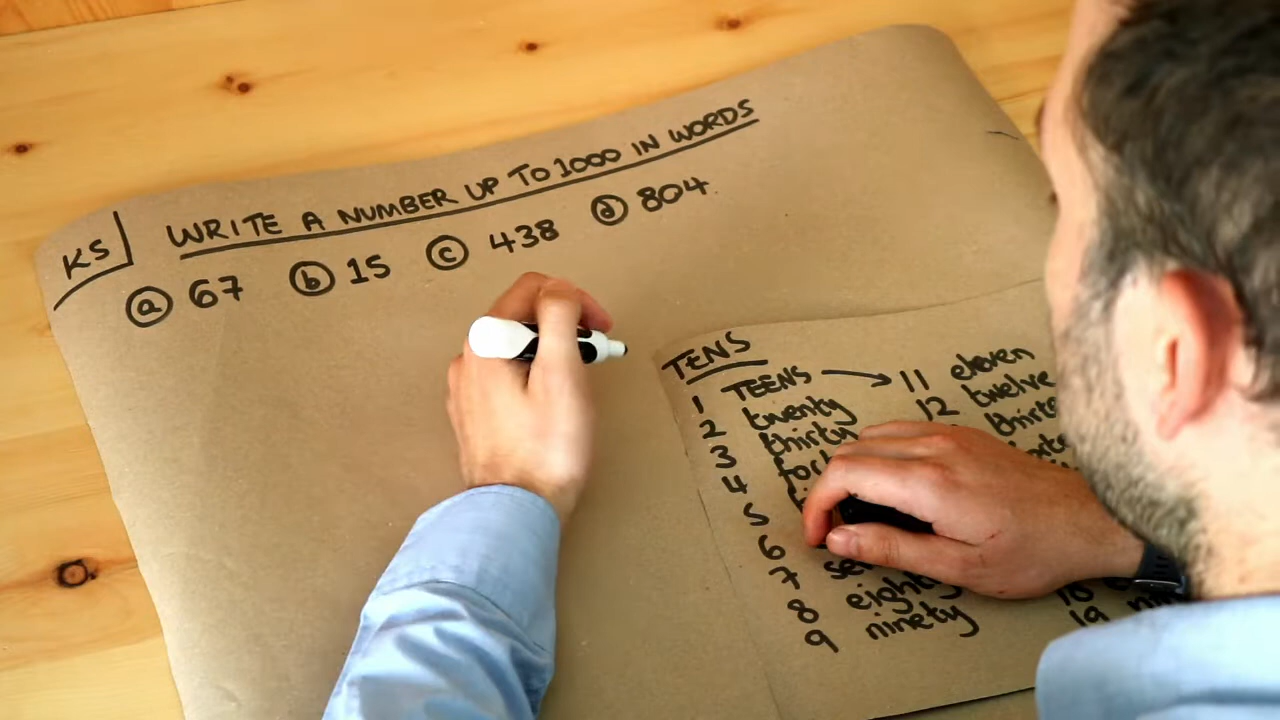 KS WRITE A NUMBER UP TO 1000 IN WORDS
a 67 b 15 c 438 d 804
TENS
1 TEENS → 11 eleven
2 twenty 12 twelve
3 thirty
4
5
6
7
8 eighty
9 ninety 19